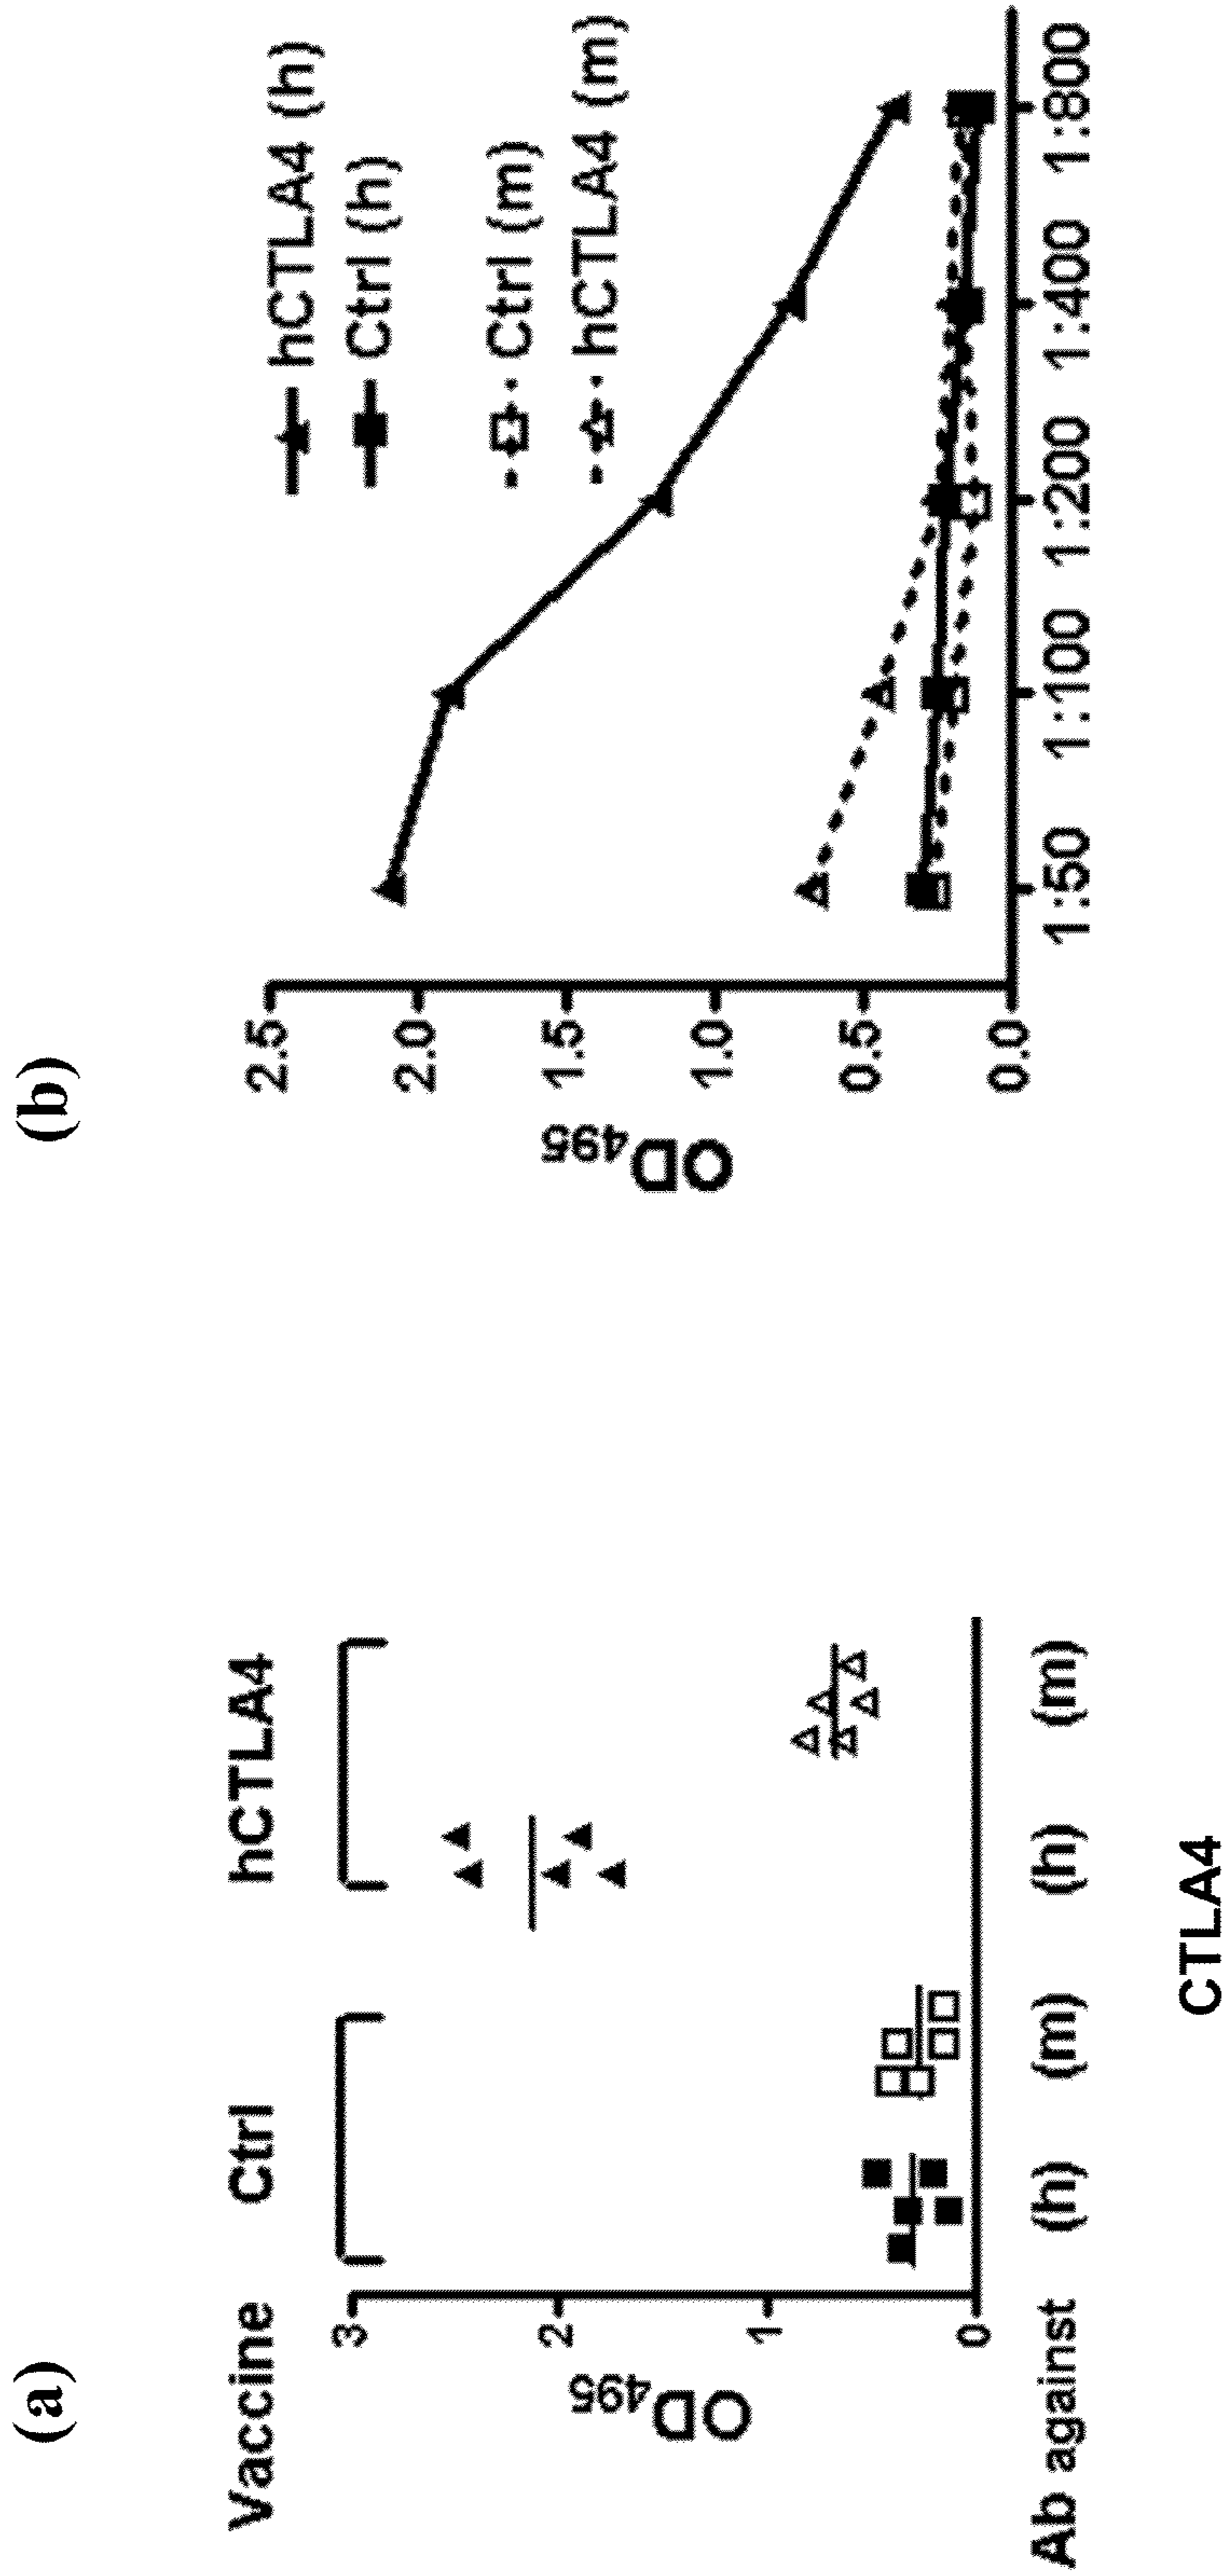 (a)
Vaccine Ctrl hCTLA4
3
2
1
0
OD495
Ab against (h) (m) (h) (m)
CTLA4
(b)
hCTLA4 (h)
Ctrl (h)
Ctrl (m)
hCTLA4 (m)
2.5
2.0
1.5
1.0
0.5
0.0
OD495
1:50 1:100 1:200 1:400 1:800